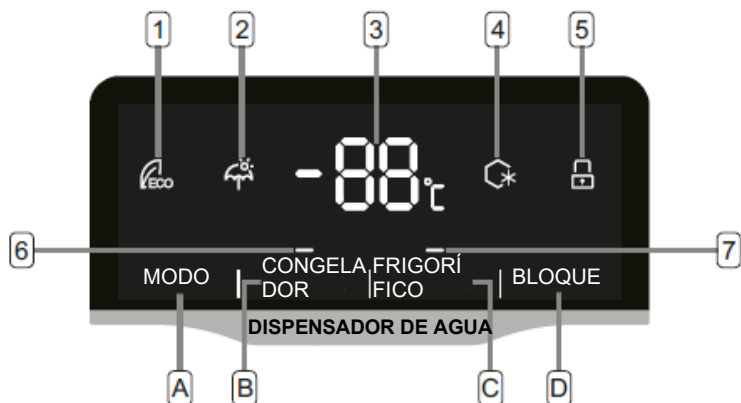 1 2 3 4 5
ECO -88°C
6 7
MODO CONGELA FRIGORÍ BLOQUE
DOR FICO
DISPENSADOR DE AGUA
A B C D